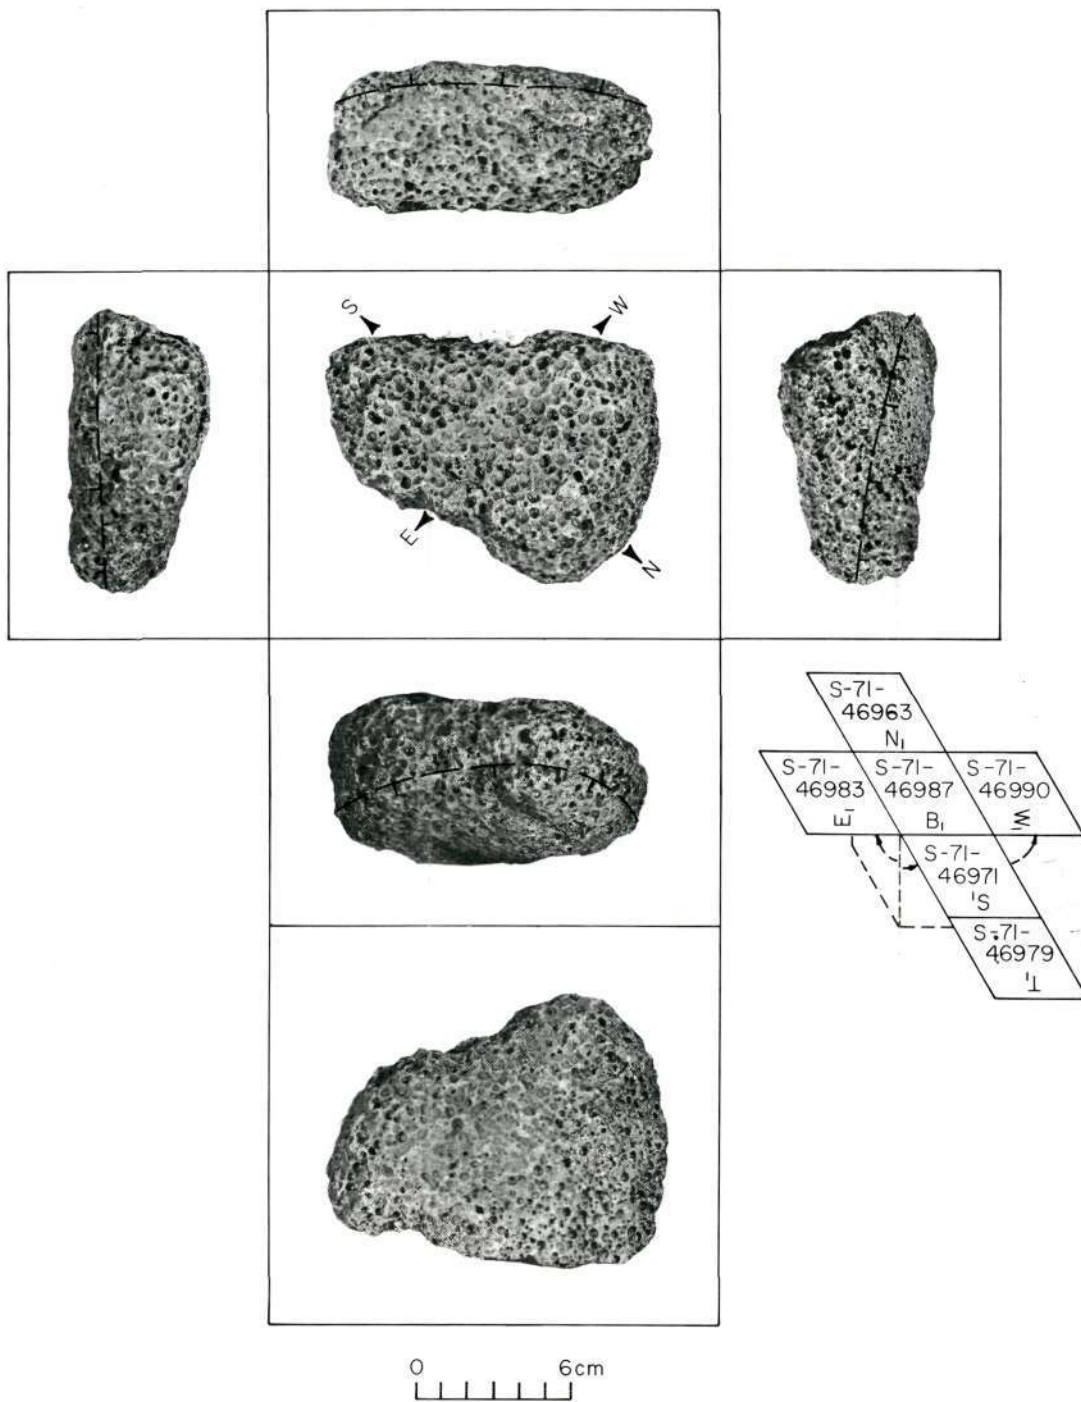 S
W
E
N
S-71-
46963
N₁
S-71-
46983
E₁
S-71-
46987
B₁
S-71-
46990
W₁
S-71-
46971
S₁
S-71-
46979
T₁
0 6cm